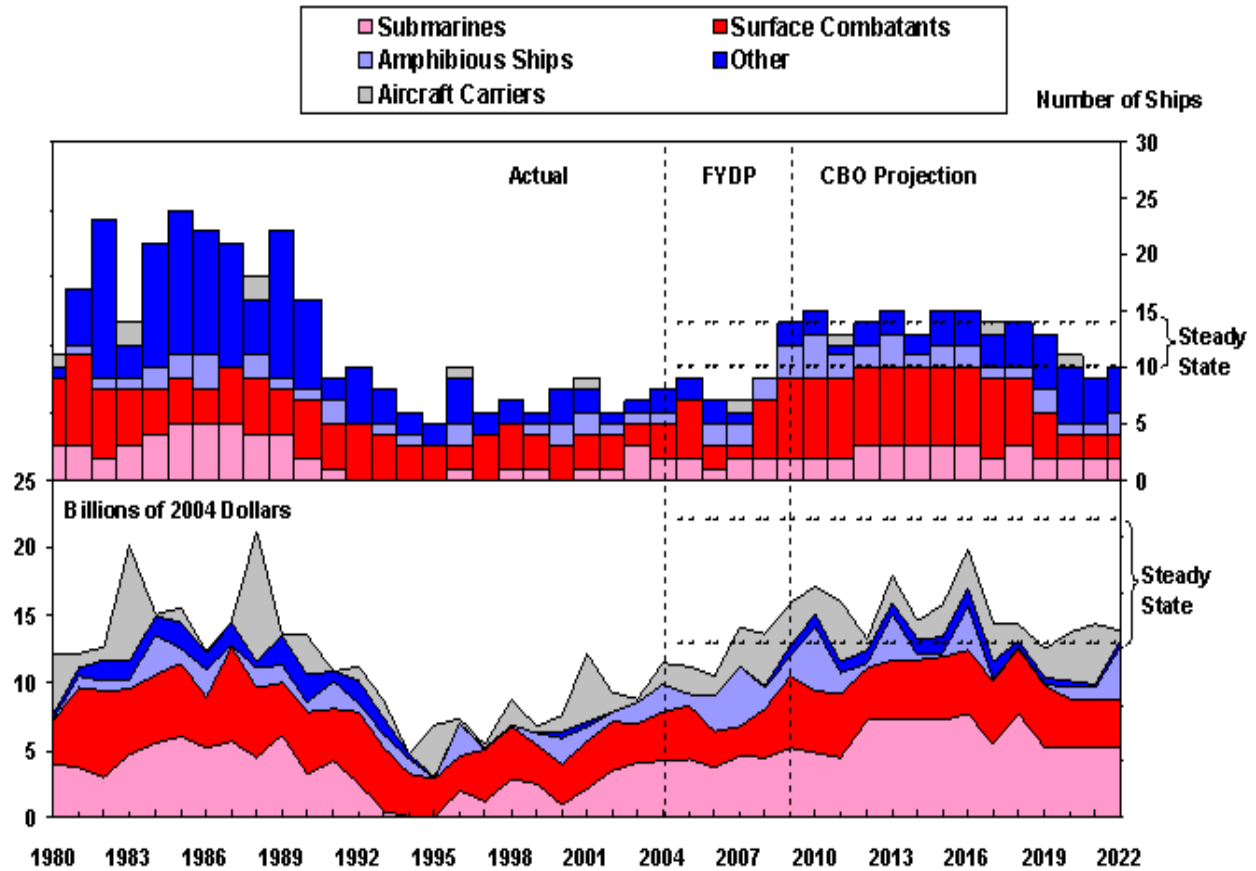 Submarines
Surface Combatants
Amphibious Ships
Other
Aircraft Carriers
Number of Ships
30
Actual
FYDP
CBO Projection
25
20
15
Steady
State
10
5
0
25
Billions of 2004 Dollars
20
Steady
State
15
10
5
0
1980 1983 1986 1989 1992 1995 1998 2001 2004 2007 2010 2013 2016 2019 2022